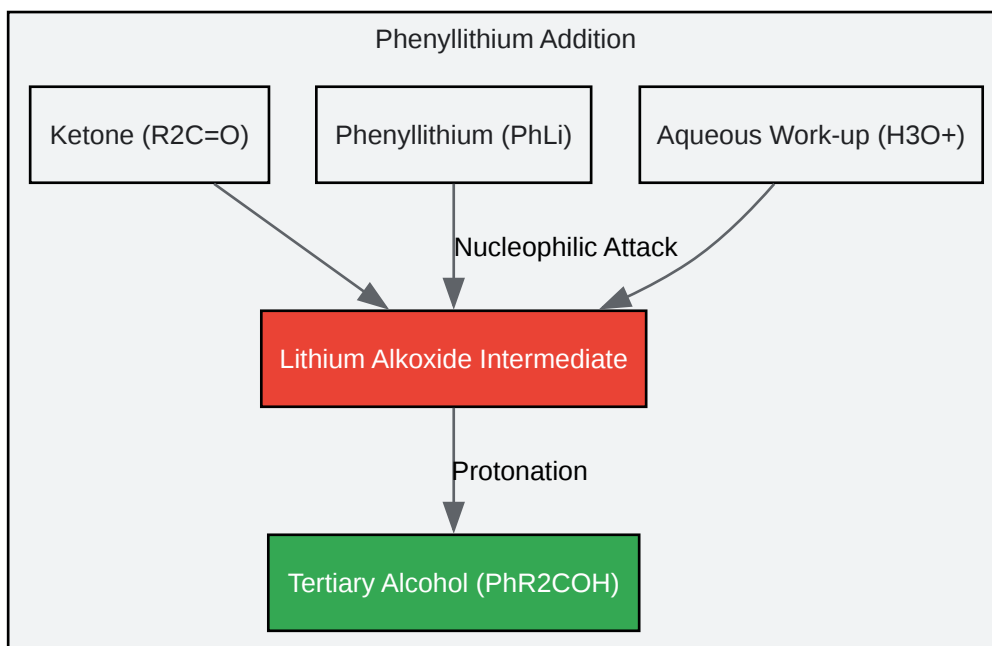 Phenyllithium Addition
Ketone (R2C=O)
Phenyllithium (PhLi)
Aqueous Work-up (H3O+)
Nucleophilic Attack
Lithium Alkoxide Intermediate
Protonation
Tertiary Alcohol (PhR2COH)